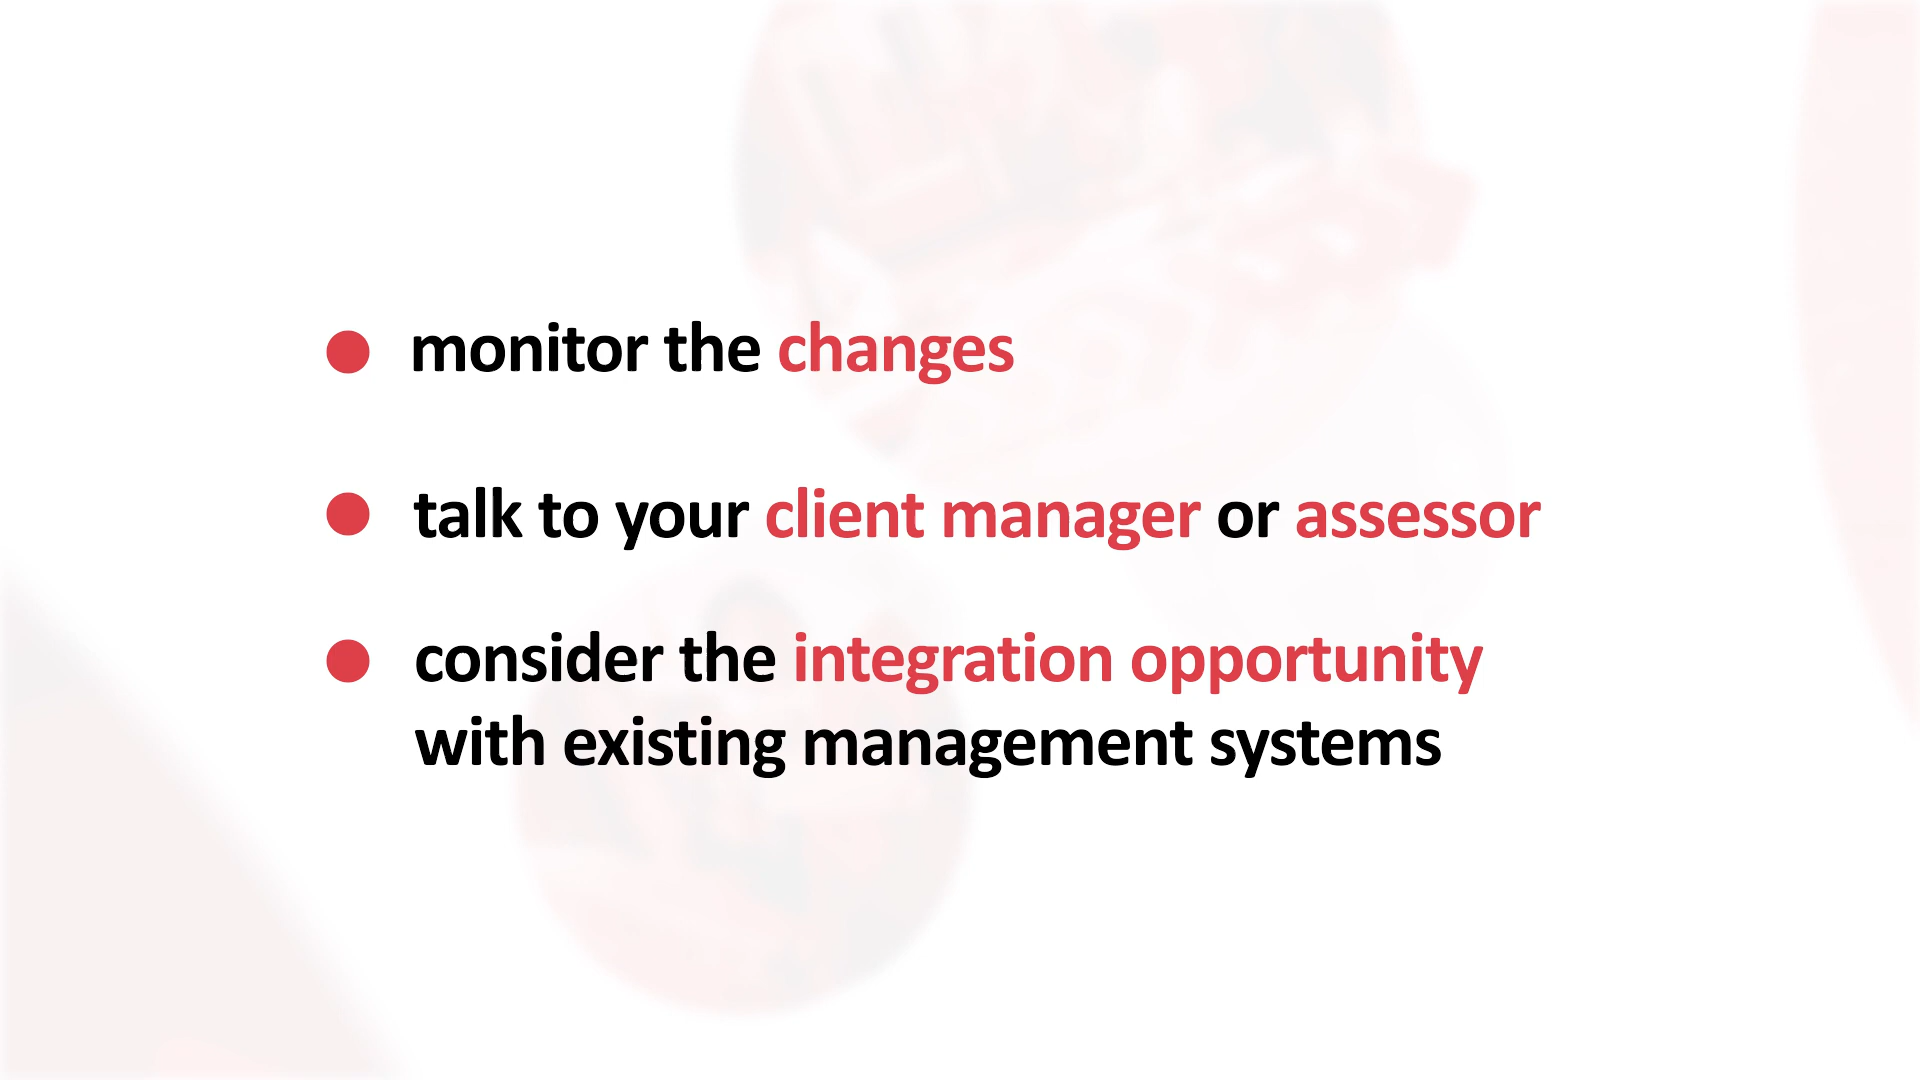 monitor the changes
talk to your client manager or assessor
consider the integration opportunity
with existing management systems